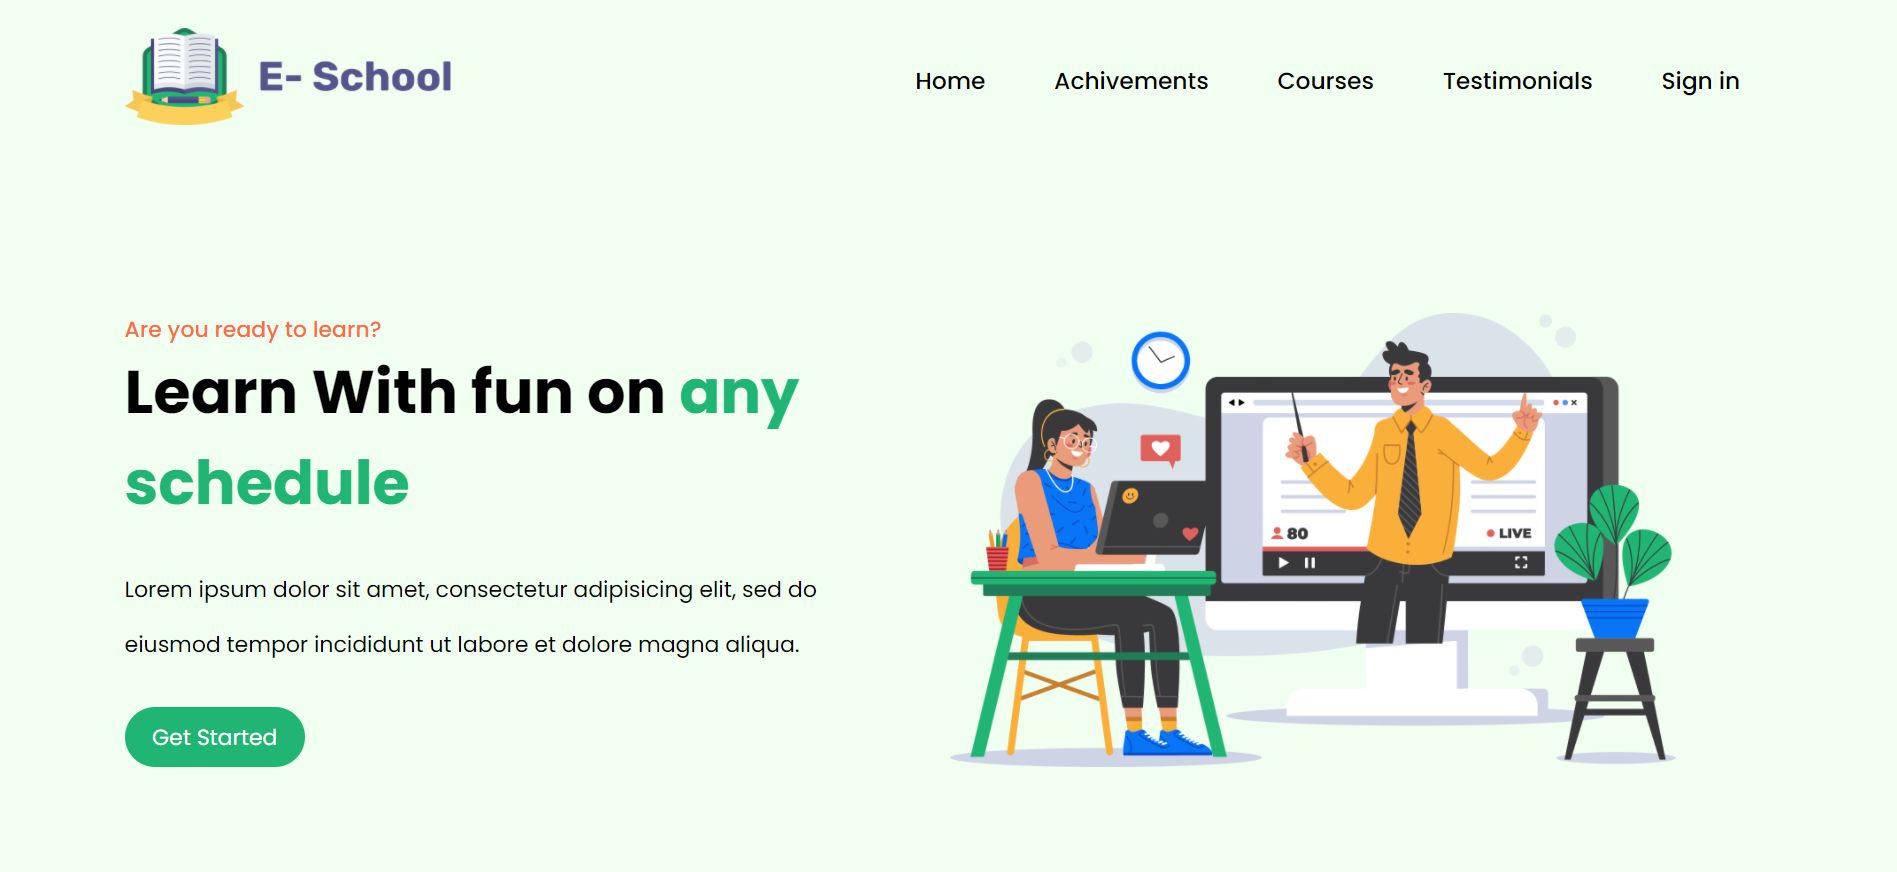 E- School
Home Achivements Courses Testimonials Sign in
Are you ready to learn?
Learn With fun on any
schedule
Lorem ipsum dolor sit amet, consectetur adipisicing elit, sed do
eiusmod tempor incididunt ut labore et dolore magna aliqua.
Get Started
80
LIVE